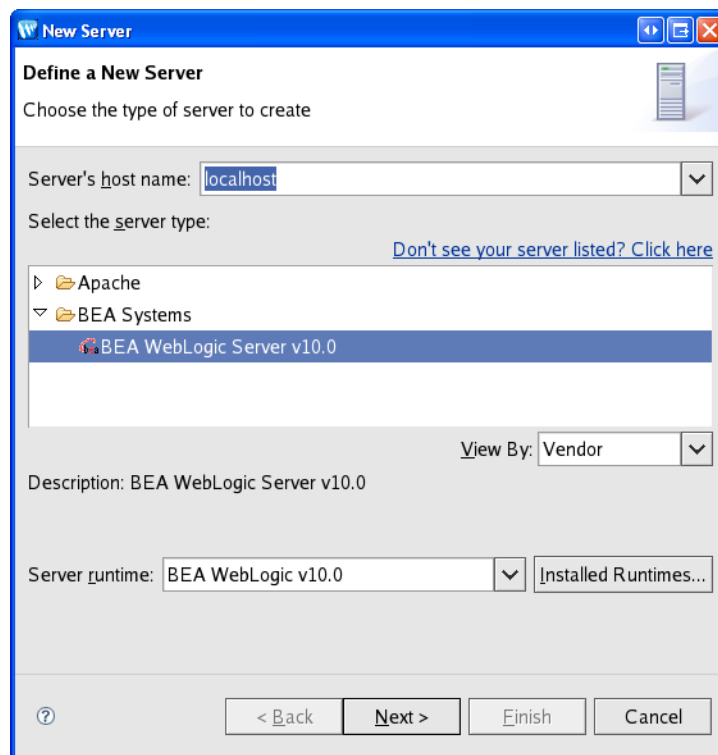 New Server
Define a New Server
Choose the type of server to create
Server's host name: localhost
Select the server type:
Don't see your server listed? Click here
Apache
BEA Systems
BEA WebLogic Server v10.0
View By: Vendor
Description: BEA WebLogic Server v10.0
Server runtime: BEA WebLogic v10.0 Installed Runtimes...
? < Back Next > Finish Cancel